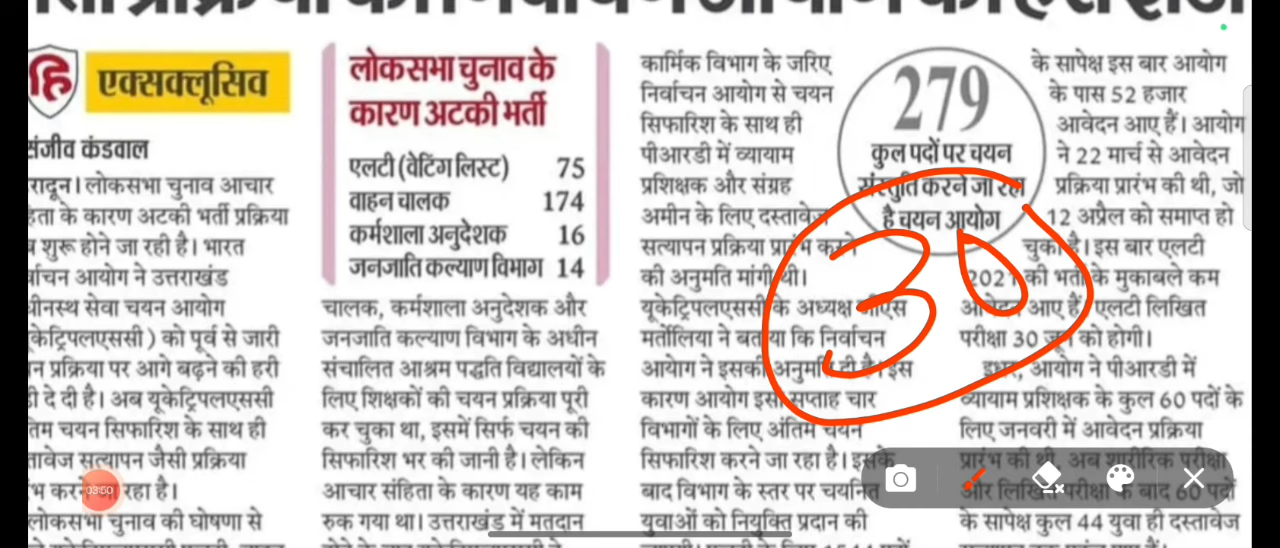 हि एक्सक्लूसिव
संजीव कंडवाल
रादून। लोकसभा चुनाव आचार
हता के कारण अटकी भर्ती प्रक्रिया
शुरू होने जा रही है। भारत
र्वाचन आयोग ने उत्तराखंड
धीनस्थ सेवा चयन आयोग
केट्रिपलएससी) को पूर्व से जारी
न प्रक्रिया पर आगे बढ़ने की हरी
डी दे दी है। अब यूकेट्रिपलएससी
तिम चयन सिफारिश के साथ ही
तावेज सत्यापन जैसी प्रक्रिया
भ करने रहा है।
लोकसभा चुनाव की घोषणा से
लोकसभा चुनाव के
कारण अटकी भर्ती
एलटी (वेटिंग लिस्ट) 75
वाहन चालक 174
कर्मशाला अनुदेशक 16
जनजाति कल्याण विभाग 14
चालक, कर्मशाला अनुदेशक और
जनजाति कल्याण विभाग के अधीन
संचालित आश्रम पद्धति विद्यालयों के
लिए शिक्षकों की चयन प्रक्रिया पूरी
कर चुका था, इसमें सिर्फ चयन की
सिफारिश भर की जानी है। लेकिन
आचार संहिता के कारण यह काम
रुक गया था। उत्तराखंड में मतदान
कार्मिक विभाग के जरिए
निर्वाचन आयोग से चयन
सिफारिश के साथ ही
पीआरडी में व्यायाम
प्रशिक्षक और संग्रह
अमीन के लिए दस्तावेज
सत्यापन प्रक्रिया प्रारंभ करने
की अनुमति मांगी थी।
यूकेट्रिपलएससी के अध्यक्ष जीएस
मर्तोलिया ने बताया कि निर्वाचन
आयोग ने इसकी अनुमति दी है। इस
कारण आयोग इसी सप्ताह चार
विभागों के लिए अंतिम चयन
सिफारिश करने जा रहा है। इसके
बाद विभाग के स्तर पर चयनित
युवाओं को नियुक्ति प्रदान की
279
कुल पदों पर चयन
संस्तुति करने जा रहा
है चयन आयोग
30
के सापेक्ष इस बार आयोग
के पास 52 हजार
आवेदन आए हैं। आयोग
ने 22 मार्च से आवेदन
प्रक्रिया प्रारंभ की थी, जो
12 अप्रैल को समाप्त हो
चुकी है। इस बार एलटी
2021 की भर्ती के मुकाबले कम
आवेदन आए हैं, एलटी लिखित
परीक्षा 30 जून को होगी।
इधर, आयोग ने पीआरडी में
व्यायाम प्रशिक्षक के कुल 60 पदों के
लिए जनवरी में आवेदन प्रक्रिया
प्रारंभ की थी, अब शारीरिक परीक्षा
और लिखित परीक्षा के बाद 60 पदों
के सापेक्ष कुल 44 युवा ही दस्तावेज
03:50